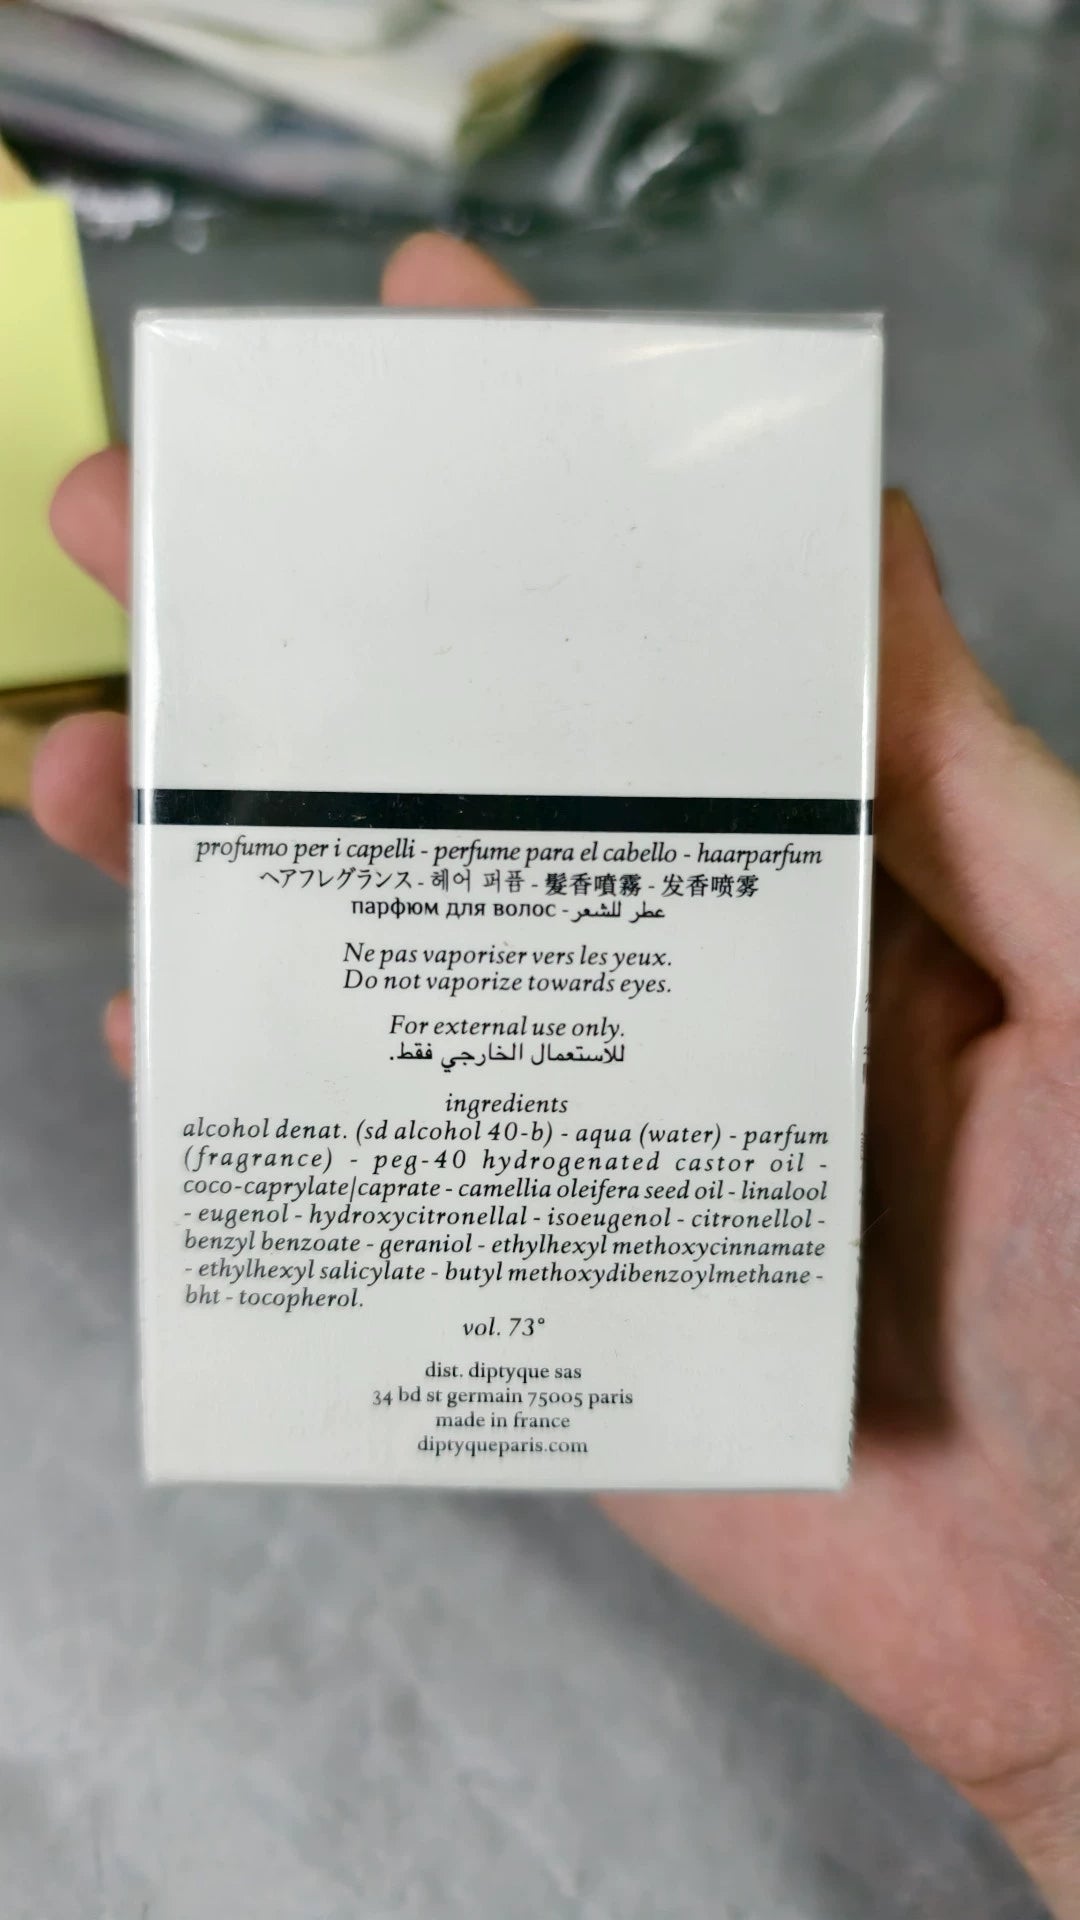 profumo per i capelli - perfume para el cabello - haarparfum
ヘアフレグランス - 헤어 퍼퓸 - 髮香噴霧 - 发香喷雾
парфюм для волос - عطر للشعر
Ne pas vaporiser vers les yeux.
Do not vaporize towards eyes.
For external use only.
للاستعمال الخارجي فقط.
ingredients
alcohol denat. (sd alcohol 40-b) - aqua (water) - parfum
(fragrance) - peg-40 hydrogenated castor oil -
coco-caprylate/caprate - camellia oleifera seed oil - linalool
- eugenol - hydroxycitronellal - isoeugenol - citronellol -
benzyl benzoate - geraniol - ethylhexyl methoxycinnamate
- ethylhexyl salicylate - butyl methoxydibenzoylmethane -
bht - tocopherol.
vol. 73°
dist. diptyque sas
34 bd st germain 75005 paris
made in france
diptyqueparis.com